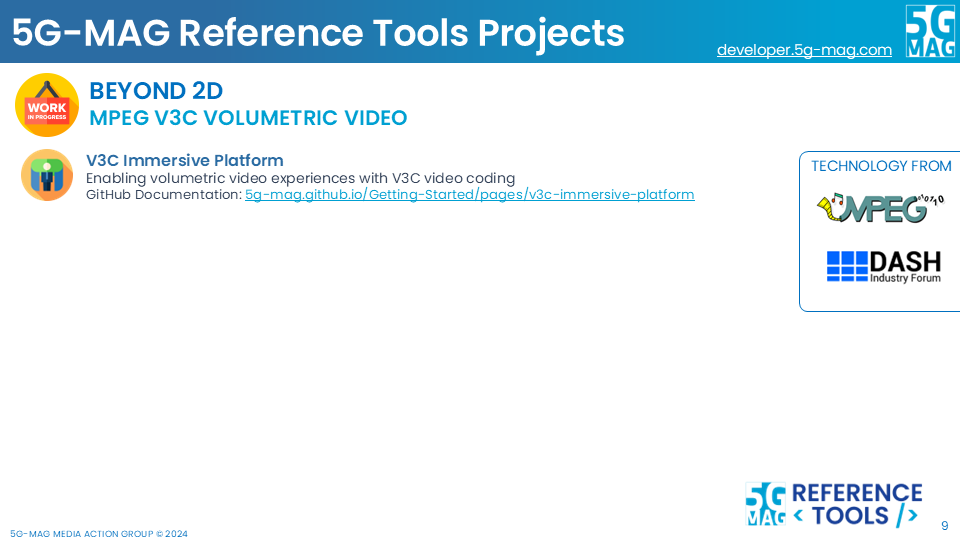 5G-MAG Reference Tools Projects
developer.5g-mag.com
5G
MAG
WORK
IN PROGRESS
BEYOND 2D
MPEG V3C VOLUMETRIC VIDEO
V3C Immersive Platform
Enabling volumetric video experiences with V3C video coding
GitHub Documentation: 5g-mag.github.io/Getting-Started/pages/v3c-immersive-platform
TECHNOLOGY FROM
MPEG
DASH
Industry Forum
5G
MAG
REFERENCE
< TOOLS />
5G-MAG MEDIA ACTION GROUP © 2024
9